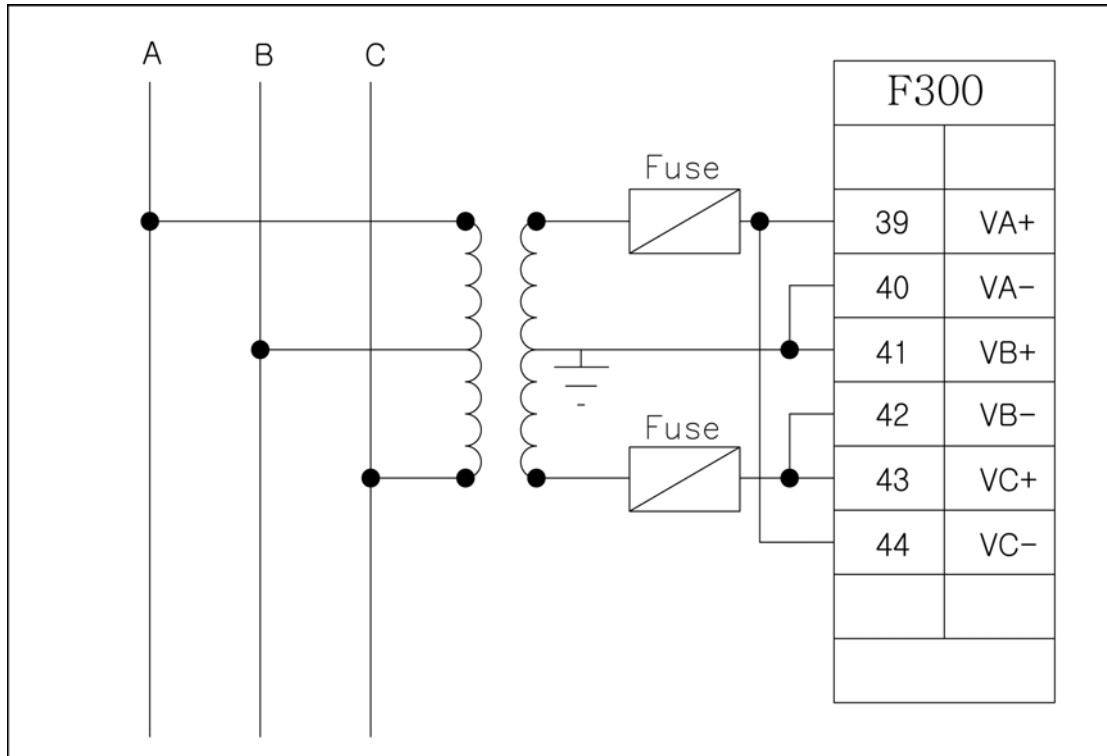 A B C
F300
Fuse
39 VA+
40 VA-
41 VB+
42 VB-
Fuse
43 VC+
44 VC-